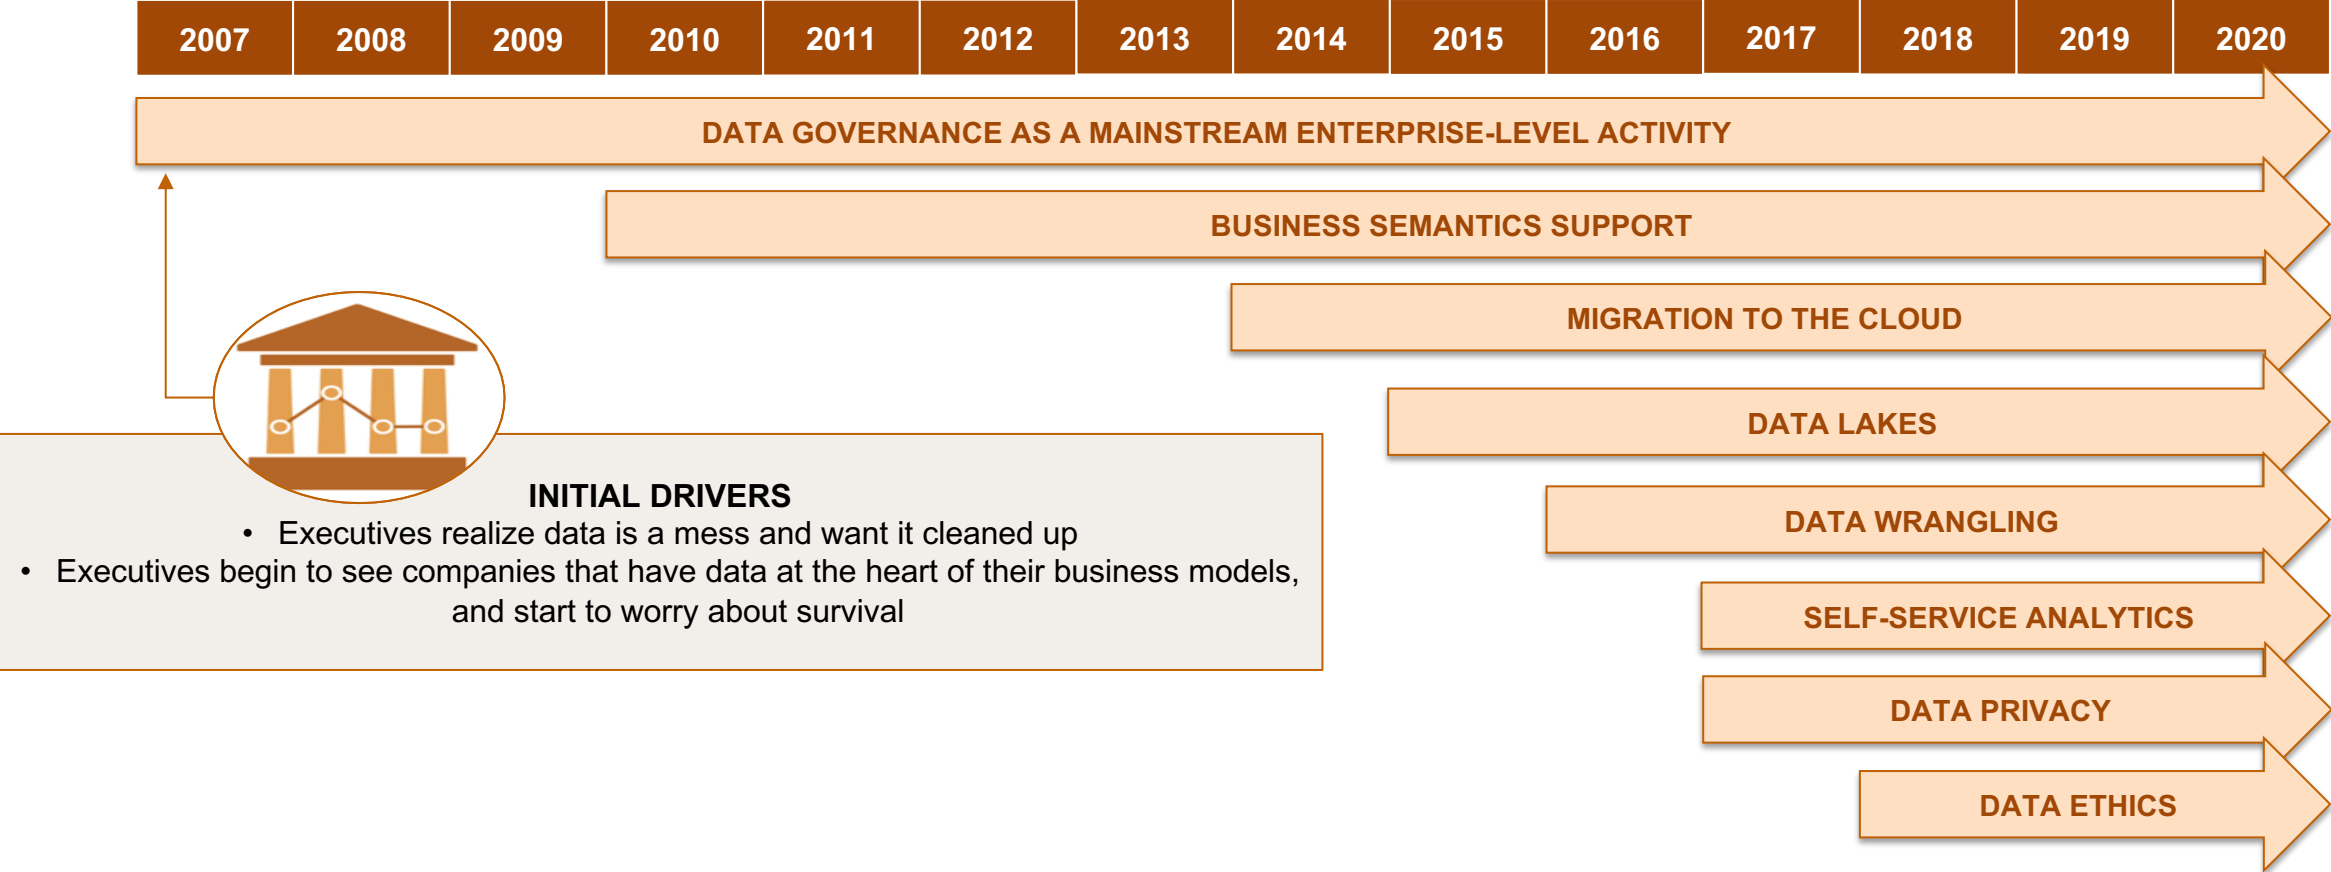 2007 2008 2009 2010 2011 2012 2013 2014 2015 2016 2017 2018 2019 2020
DATA GOVERNANCE AS A MAINSTREAM ENTERPRISE-LEVEL ACTIVITY
BUSINESS SEMANTICS SUPPORT
MIGRATION TO THE CLOUD
DATA LAKES
DATA WRANGLING
SELF-SERVICE ANALYTICS
DATA PRIVACY
DATA ETHICS
INITIAL DRIVERS
• Executives realize data is a mess and want it cleaned up
• Executives begin to see companies that have data at the heart of their business models,
and start to worry about survival